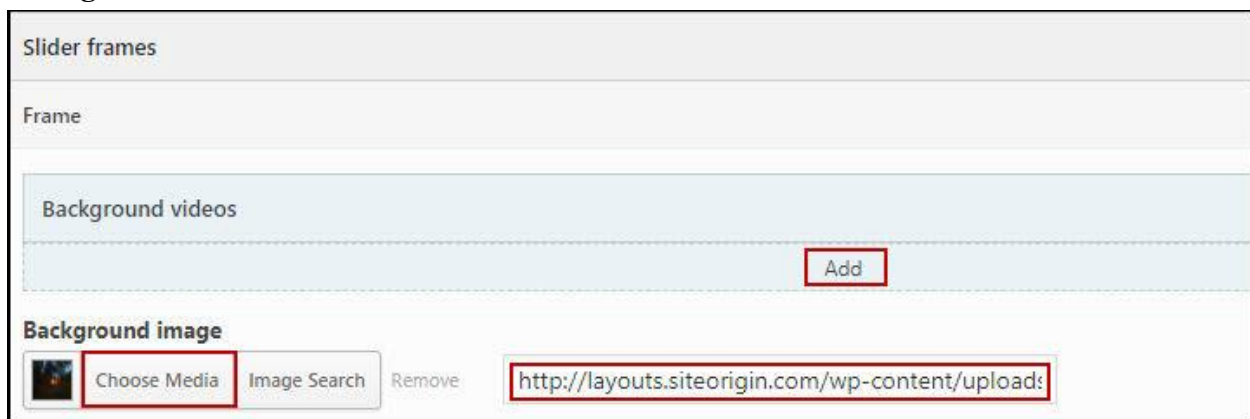 Slider frames
Frame
Background videos
Add
Background image
Choose Media Image Search Remove http://layouts.siteorigin.com/wp-content/uploads